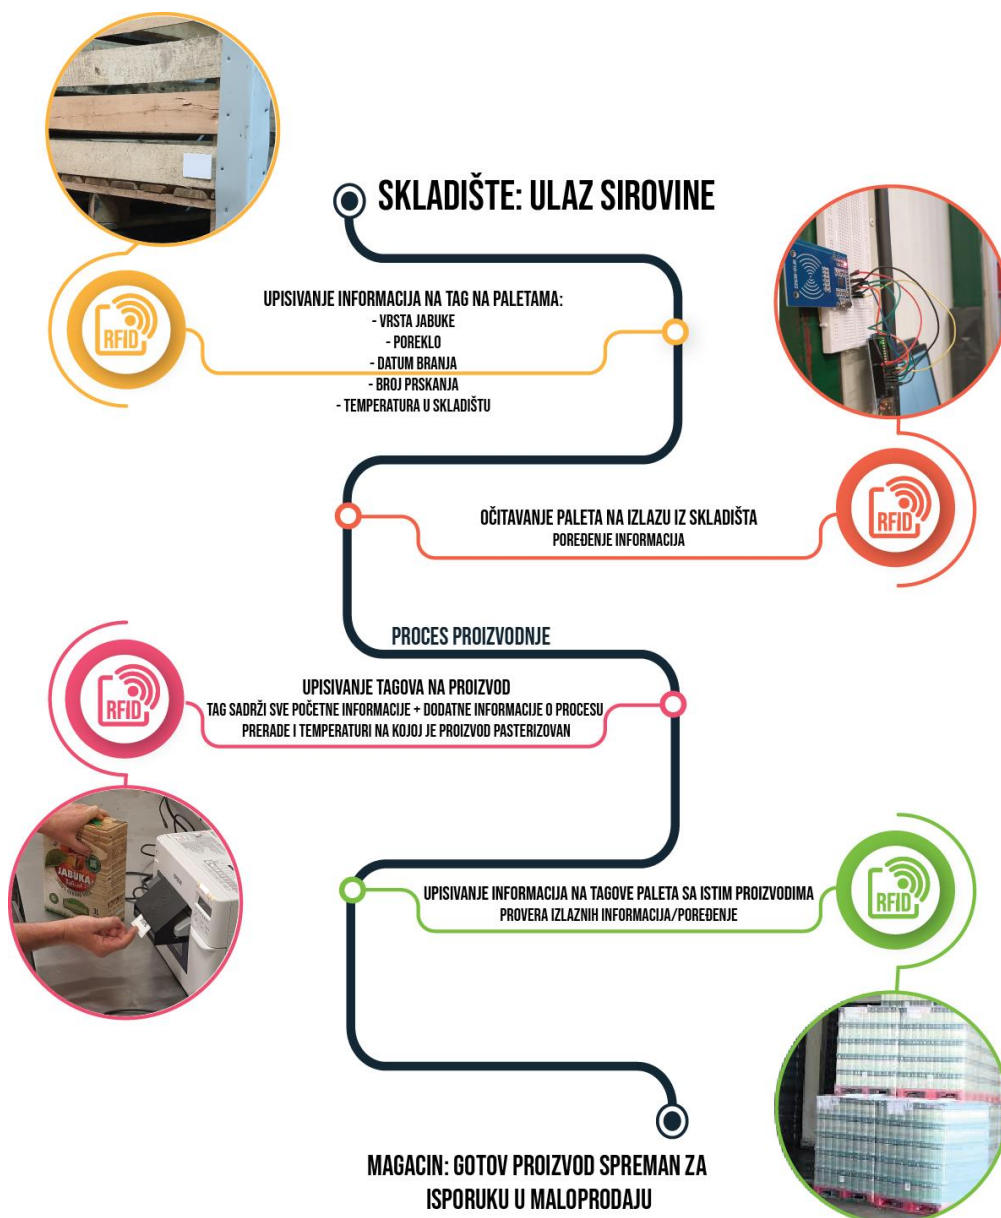 SKLADIŠTE: ULAZ SIROVINE
UPISIVANJE INFORMACIJA NA TAG NA PALETAMA:
- VRSTA JABUKE
- POREKLO
- DATUM BRANJA
- BROJ PRSKANJA
- TEMPERATURA U SKLADIŠTU
RFID
OČITAVANJE PALETA NA IZLAZU IZ SKLADIŠTA
POREĐENJE INFORMACIJA
RFID
PROCES PROIZVODNJE
UPISIVANJE TAGOVA NA PROIZVOD
TAG SADRŽI SVE POČETNE INFORMACIJE + DODATNE INFORMACIJE O PROCESU
PRERADE I TEMPERATURI NA KOJOJ JE PROIZVOD PASTERIZOVAN
RFID
JABUKA
3L
UPISIVANJE INFORMACIJA NA TAGOVE PALETA SA ISTIM PROIZVODIMA
PROVERA IZLAZNIH INFORMACIJA/POREĐENJE
RFID
MAGACIN: GOTOV PROIZVOD SPREMAN ZA
ISPORUKU U MALOPRODAJU